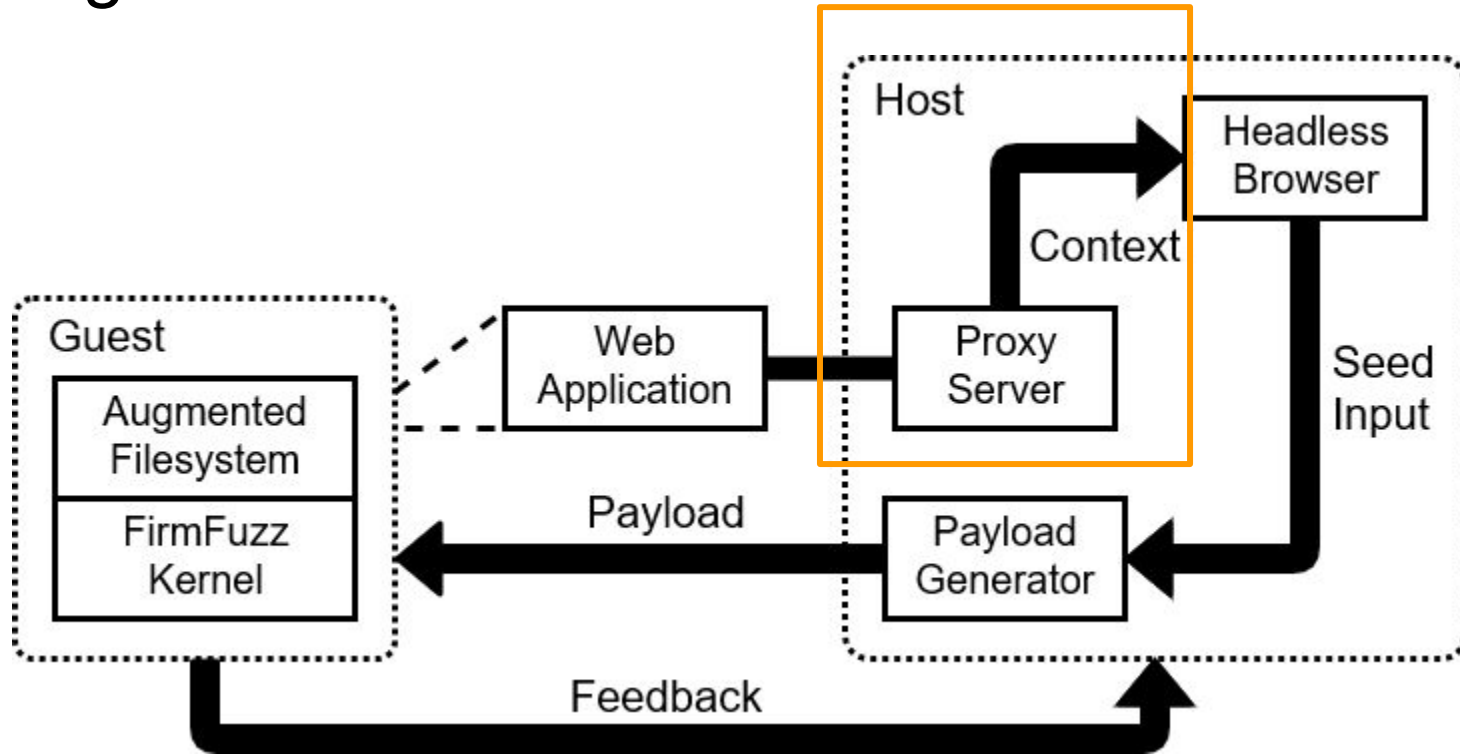 Host
Headless
Browser
Context
Guest
Web
Application
Proxy
Server
Seed
Input
Augmented
Filesystem
FirmFuzz
Kernel
Payload
Payload
Generator
Feedback